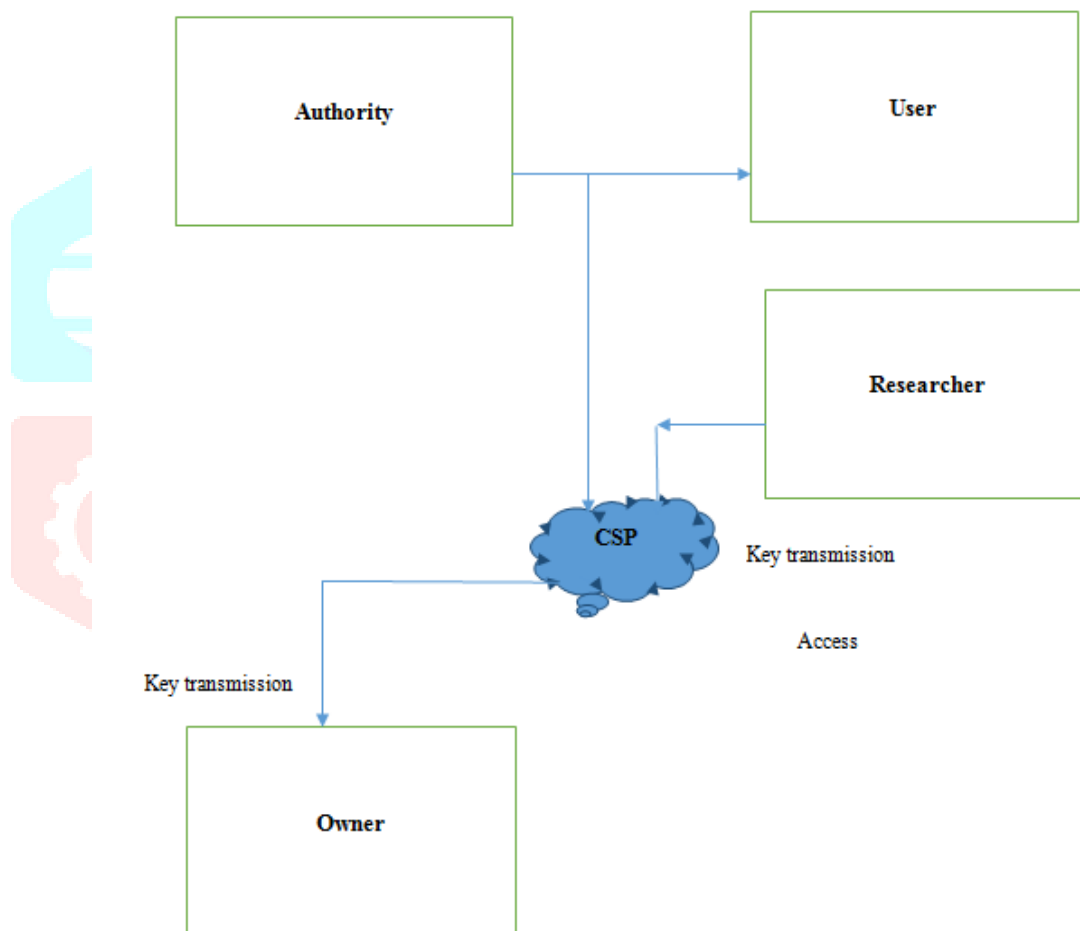 Authority
User
Researcher
CSP
Key transmission
Access
Key transmission
Owner